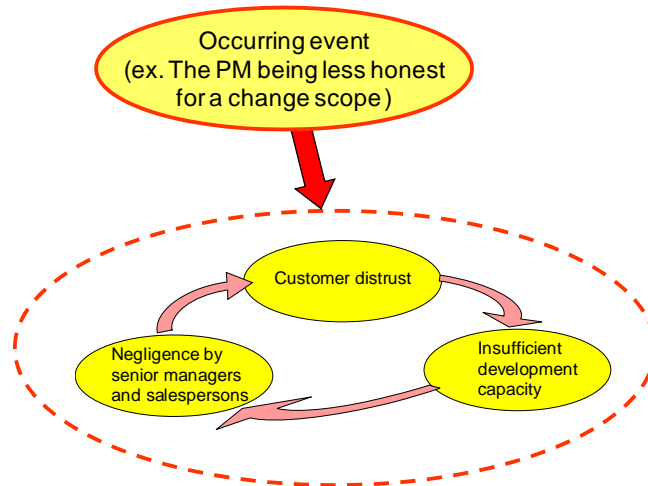 Occurring event
(ex. The PM being less honest
for a change scope )
Customer distrust
Insufficient
development
capacity
Negligence by
senior managers
and salespersons